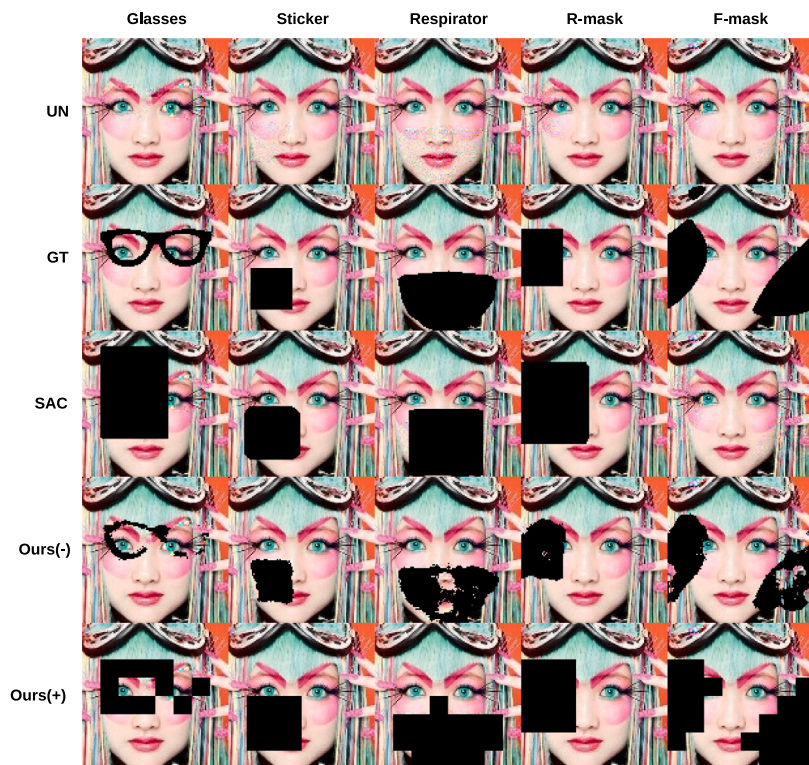 Glasses Sticker Respirator R-mask F-mask
UN
GT
SAC
Ours(-)
Ours(+)